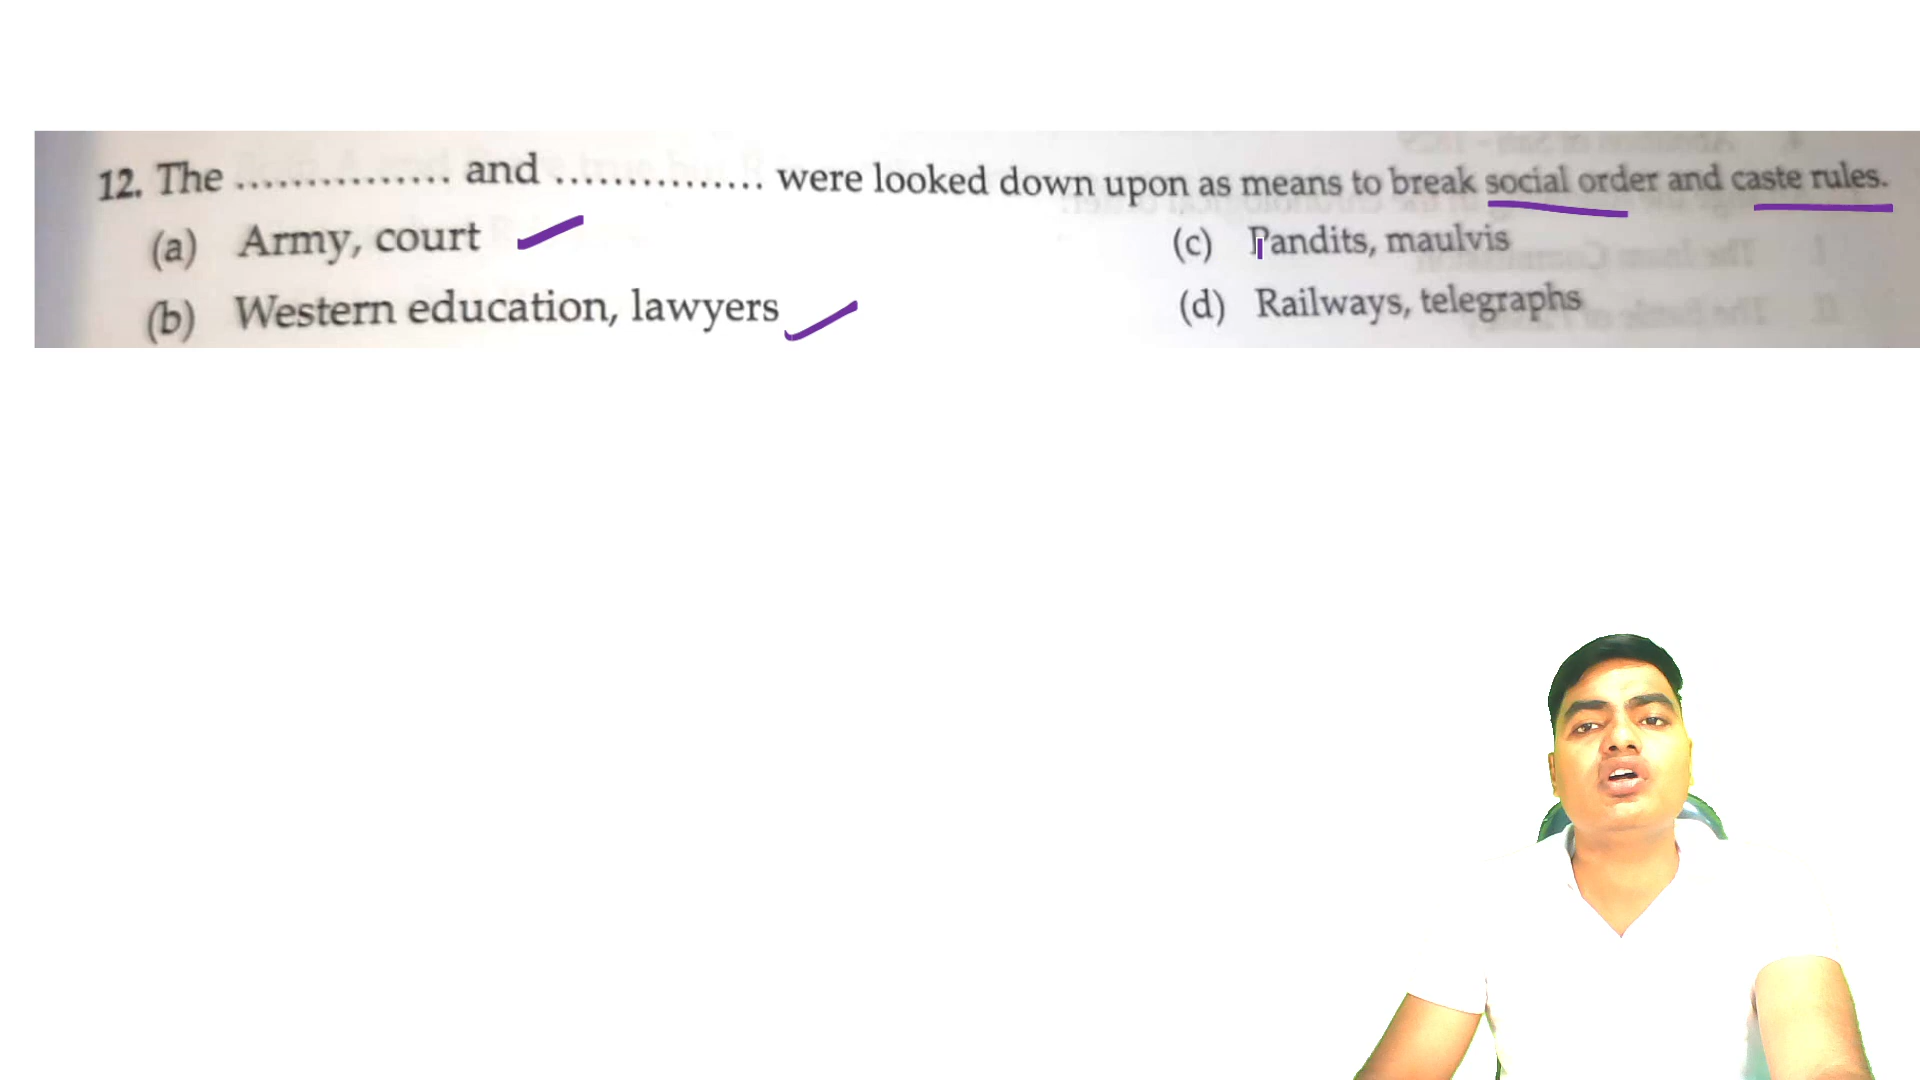 12. The ............... and ............... were looked down upon as means to break social order and caste rules.
(a) Army, court
(c) Pandits, maulvis
(b) Western education, lawyers
(d) Railways, telegraphs